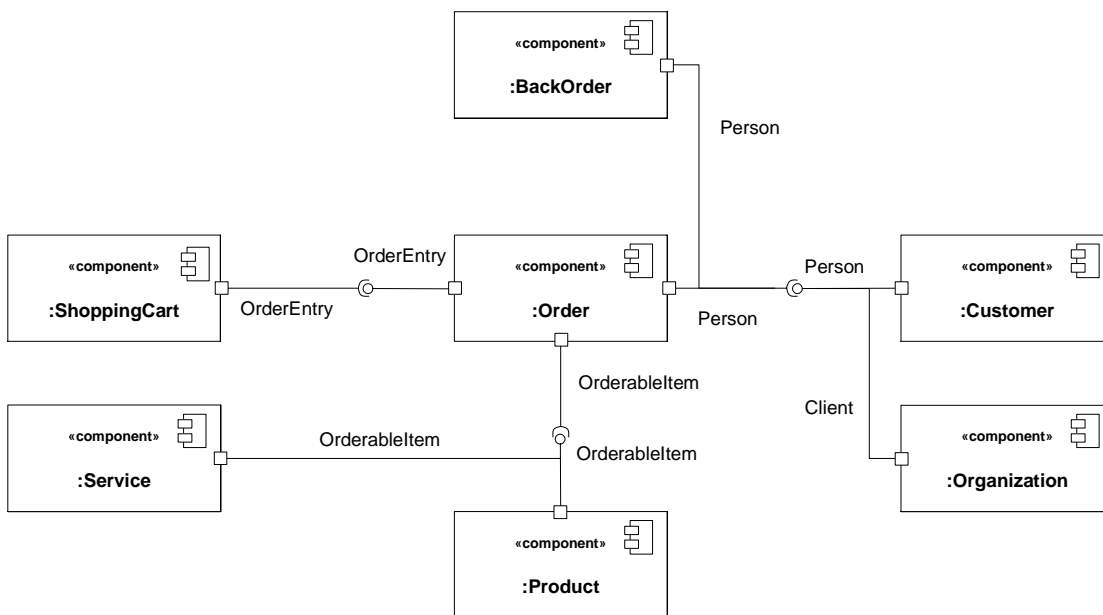 «component»
:BackOrder
Person
«component»
:ShoppingCart
OrderEntry
OrderEntry
«component»
:Order
Person
Person
«component»
:Customer
OrderableItem
«component»
:Service
OrderableItem
OrderableItem
Client
«component»
:Organization
«component»
:Product